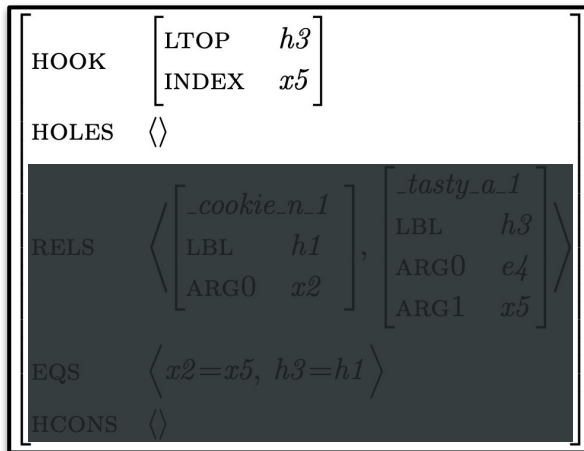 HOOK LTOP h3
INDEX x5
HOLES ⟨⟩
RELS ⟨ _cookie_n_1 LBL h1 ARG0 x2 , _tasty_a_1 LBL h3 ARG0 e4 ARG1 x5 ⟩
EQS ⟨ x2=x5, h3=h1 ⟩
HCONS ⟨⟩